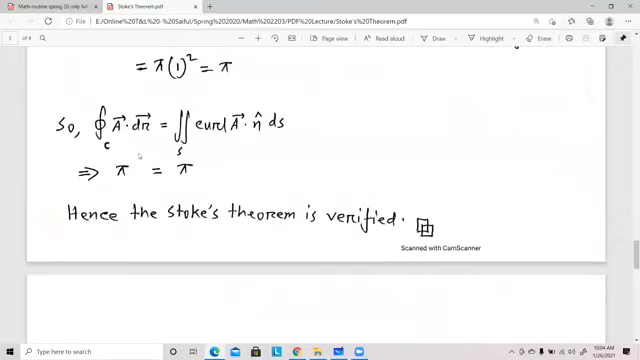 Math routine spring 20 only for
Stoke's Theorem.pdf
File
E:/Online %20T&L %20-%20Saiful/Spring%202020/Math%20203/PDF%20Lecture/Stoke's%20Theorem.pdf
3 of 4
Page view
Read aloud
Draw
Highlight
Erase
= π(1)² = π
So, ∮c A⃗ · dr⃗ = ∬s curl A⃗ · n̂ ds
⇒ π = π
Hence the Stoke's theorem is verified.
Scanned with CamScanner
Type here to search
10:04 AM
1/26/2021